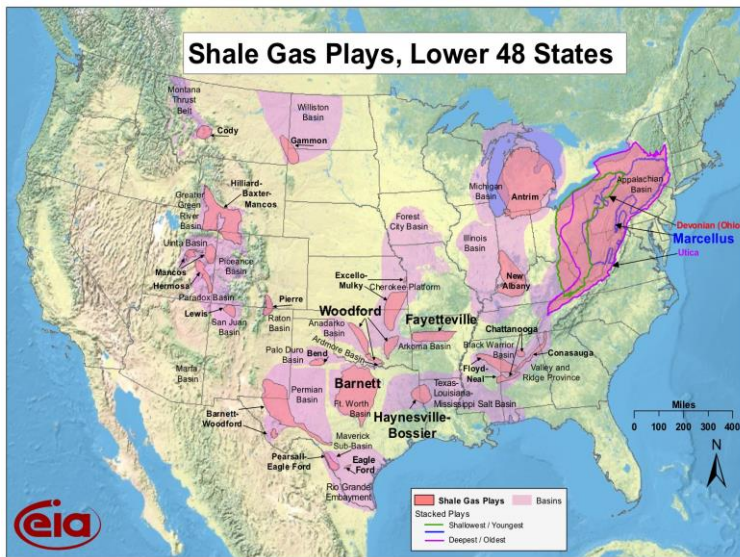 Shale Gas Plays, Lower 48 States
Montana
Thrust
Belt
Cody
Williston
Basin
Gammon
Hilliard-
Baxter-
Mancos
Greater
Green
River
Basin
Uinta Basin
Piceance
Basin
Mancos
Hermosa
Paradox Basin
Lewis
San Juan
Basin
Pierre
Raton
Basin
Forest
City Basin
Excello-
Mulky
Cherokee Platform
Michigan
Basin
Antrim
Illinois
Basin
New
Albany
Appalachian
Basin
Devonian (Ohio
Marcellus
Utica
Woodford
Anadarko
Basin
Ardmore Basin
Arkoma Basin
Fayetteville
Chattanooga
Black Warrior
Basin
Conasauga
Floyd-
Neal
Valley and
Ridge Province
Palo Duro
Basin
Bend
Marfa
Basin
Permian
Basin
Barnett
Ft. Worth
Basin
Barnett-
Woodford
Texas-
Louisiana-
Mississippi Salt Basin
Haynesville-
Bossier
Maverick
Sub-Basin
Pearsall-
Eagle Ford
Eagle
Ford
Rio Grande
Embayment
Miles
0 100 200 300 400
N
Shale Gas Plays
Basins
Stacked Plays
Shallowest / Youngest
Deepest / Oldest
eia